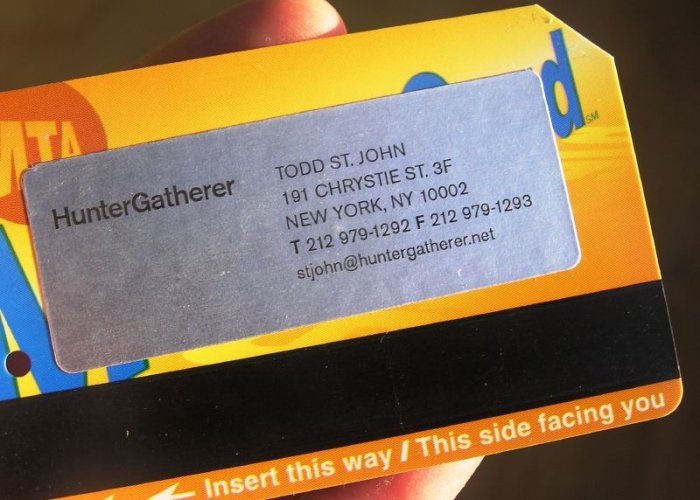 MTA
HunterGatherer
TODD ST. JOHN
191 CHRYSTIE ST. 3F
NEW YORK, NY 10002
T 212 979-1292 F 212 979-1293
stjohn@huntergatherer.net
SM
Insert this way / This side facing you